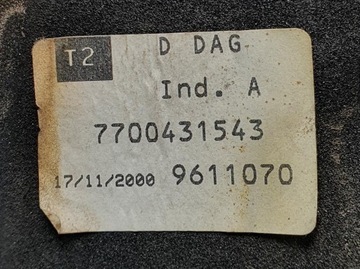 T2 D DAG
Ind. A
7700431543
17/11/2000 9611070